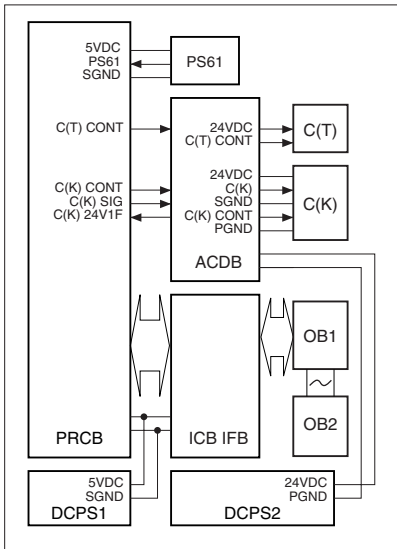 5VDC
PS61
SGND
PS61
C(T) CONT
24VDC
C(T) CONT
C(T)
C(K) CONT
C(K) SIG
C(K) 24V1F
24VDC
C(K)
SGND
C(K) CONT
PGND
C(K)
ACDB
OB1
OB2
PRCB
ICB IFB
5VDC
SGND
DCPS1
24VDC
PGND
DCPS2